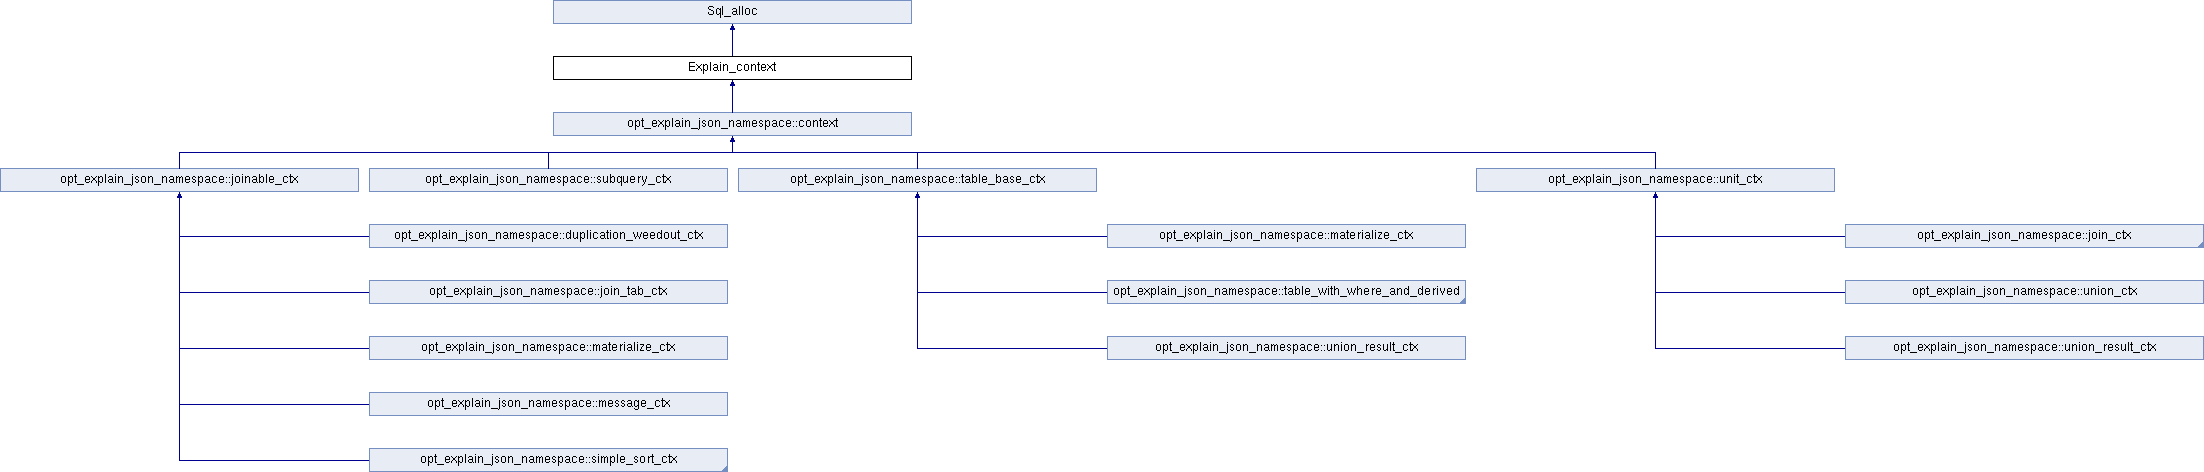 Sql_alloc
Explain_context
opt_explain_json_namespace::context
opt_explain_json_namespace::joinable_ctx
opt_explain_json_namespace::subquery_ctx
opt_explain_json_namespace::table_base_ctx
opt_explain_json_namespace::unit_ctx
opt_explain_json_namespace::duplication_weedout_ctx
opt_explain_json_namespace::materialize_ctx
opt_explain_json_namespace::join_ctx
opt_explain_json_namespace::join_tab_ctx
opt_explain_json_namespace::table_with_where_and_derived
opt_explain_json_namespace::union_ctx
opt_explain_json_namespace::materialize_ctx
opt_explain_json_namespace::union_result_ctx
opt_explain_json_namespace::union_result_ctx
opt_explain_json_namespace::message_ctx
opt_explain_json_namespace::simple_sort_ctx